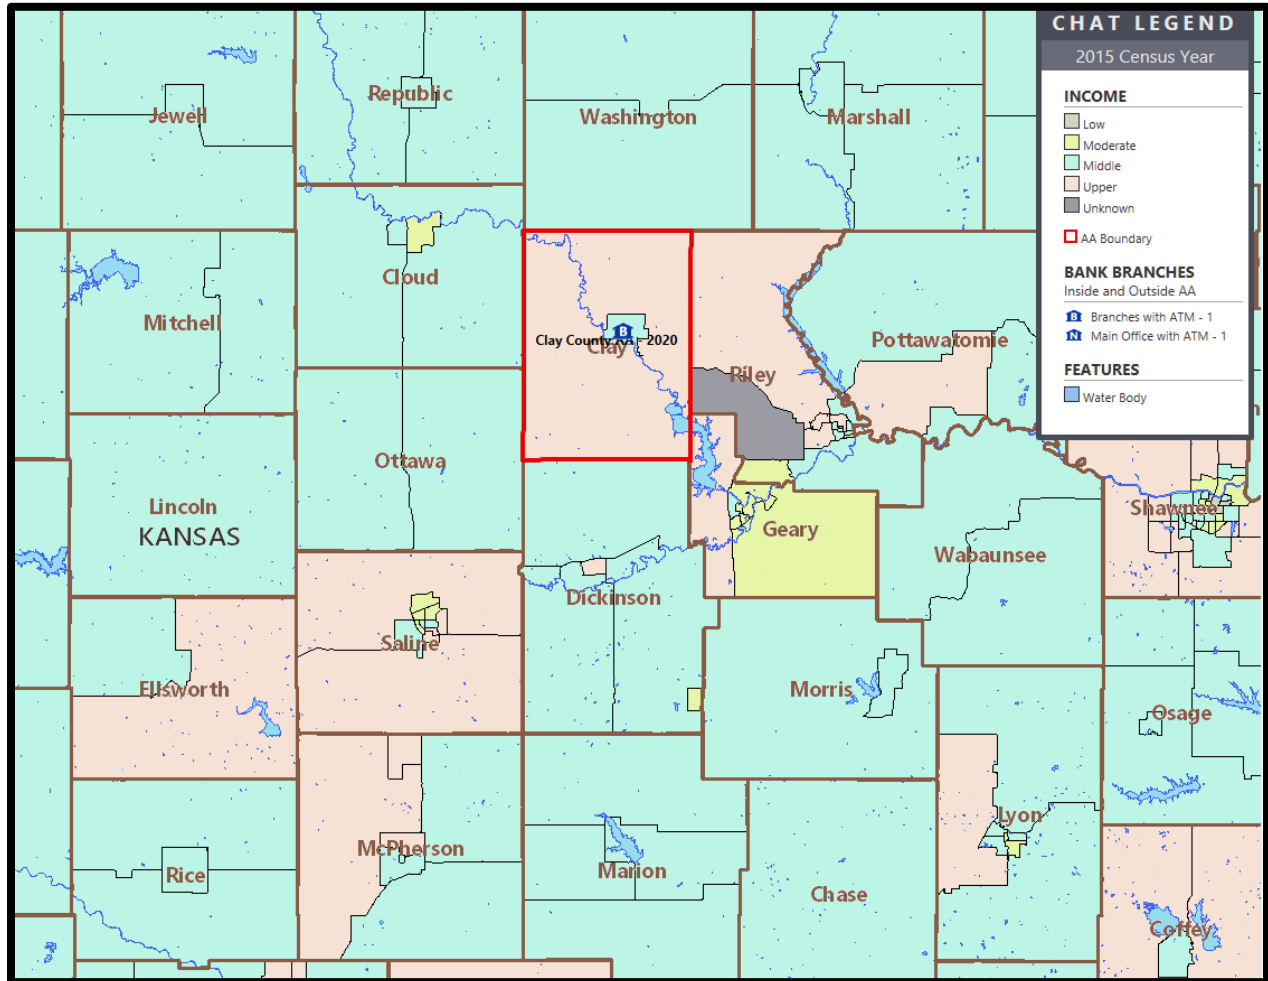 CHAT LEGEND
2015 Census Year
INCOME
Low
Moderate
Middle
Upper
Unknown
AA Boundary
BANK BRANCHES
Inside and Outside AA
B Branches with ATM - 1
N Main Office with ATM - 1
FEATURES
Water Body
Jewell
Republic
Washington
Marshall
Cloud
Mitchell
B
Clay County AA - 2020
Clay
Pottawatomie
Riley
Ottawa
Lincoln
KANSAS
Geary
Shawnee
Wabaunsee
Dickinson
Saline
Ellsworth
Morris
Osage
Lyon
McPherson
Marion
Rice
Chase
Coffey